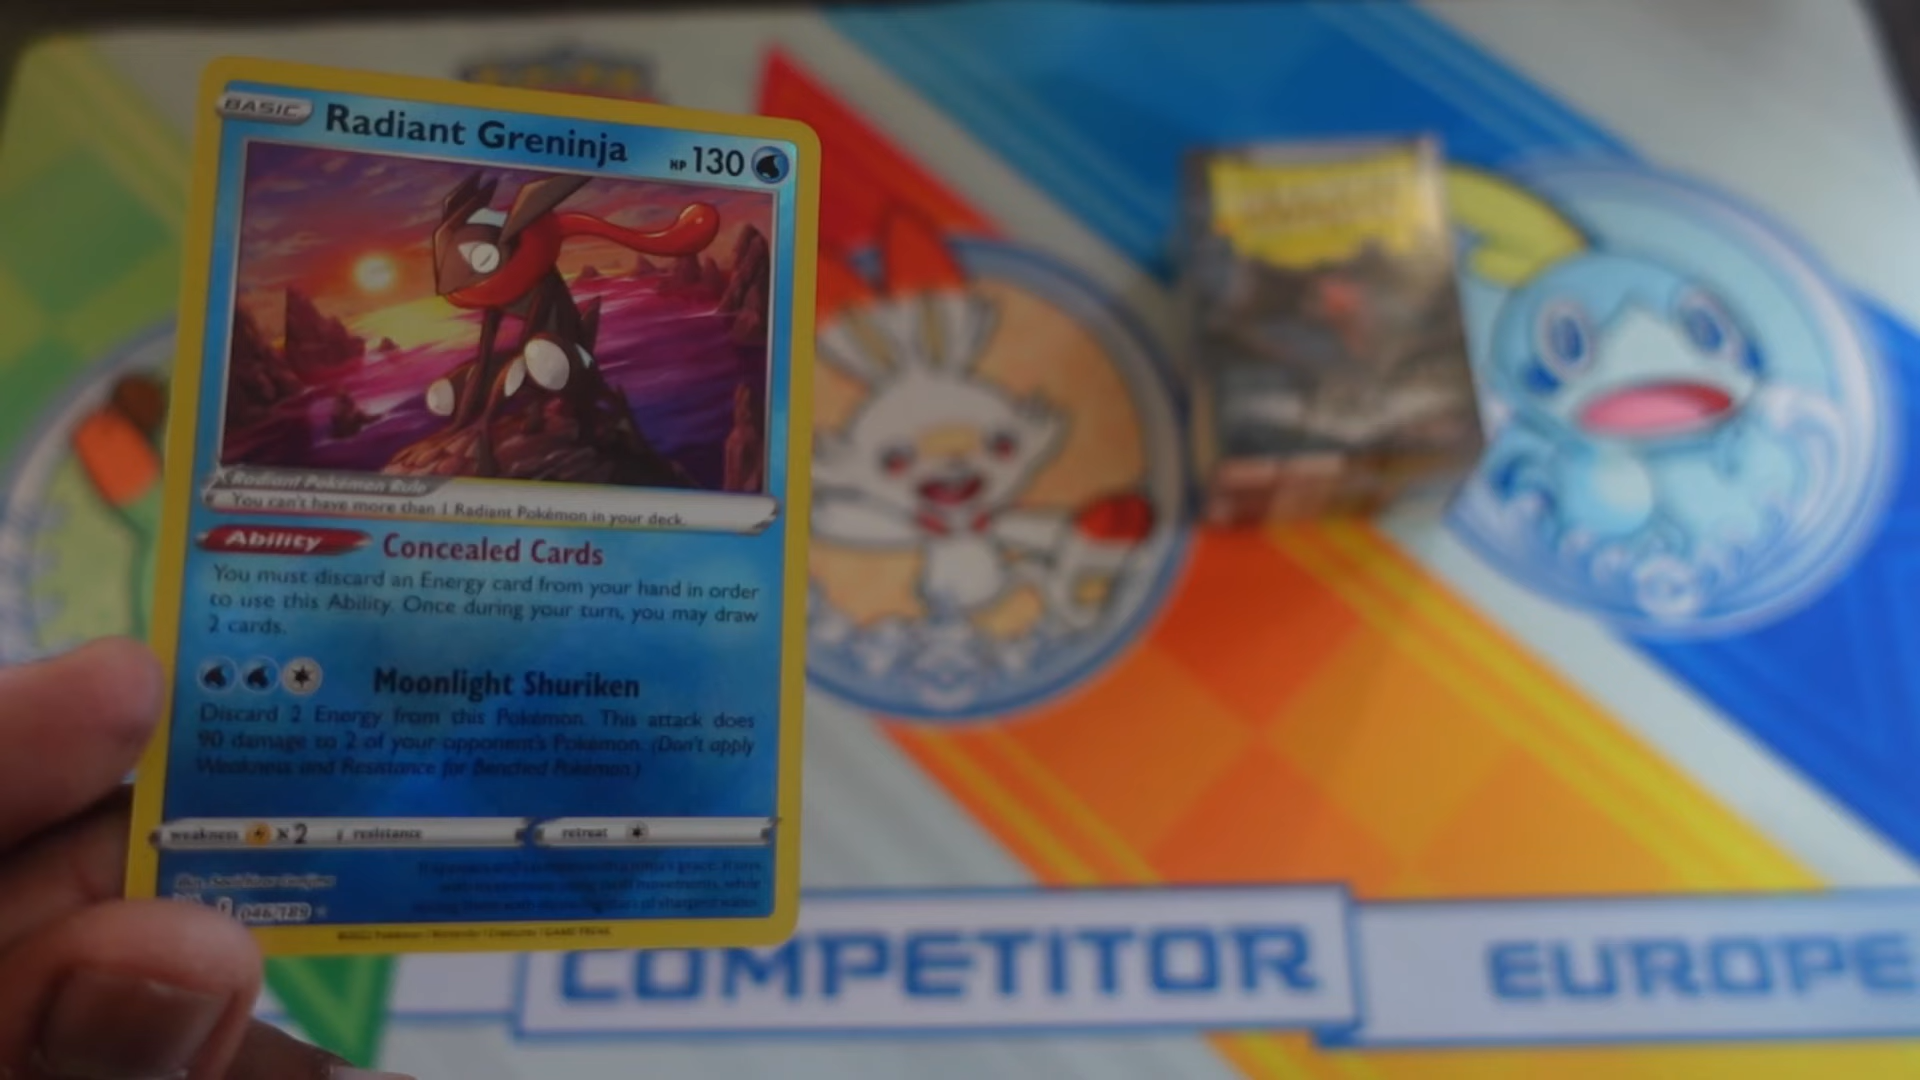 BASIC
Radiant Greninja
HP 130
Radiant Pokémon Rule
You can't have more than 1 Radiant Pokémon in your deck.
Ability
Concealed Cards
You must discard an Energy card from your hand in order
to use this Ability. Once during your turn, you may draw
2 cards.
Moonlight Shuriken
Discard 2 Energy from this Pokémon. This attack does
90 damage to 2 of your opponent's Pokémon. (Don't apply
Weakness and Resistance for Benched Pokémon.)
weakness ×2 resistance
retreat
046/189
COMPETITOR
EUROPE